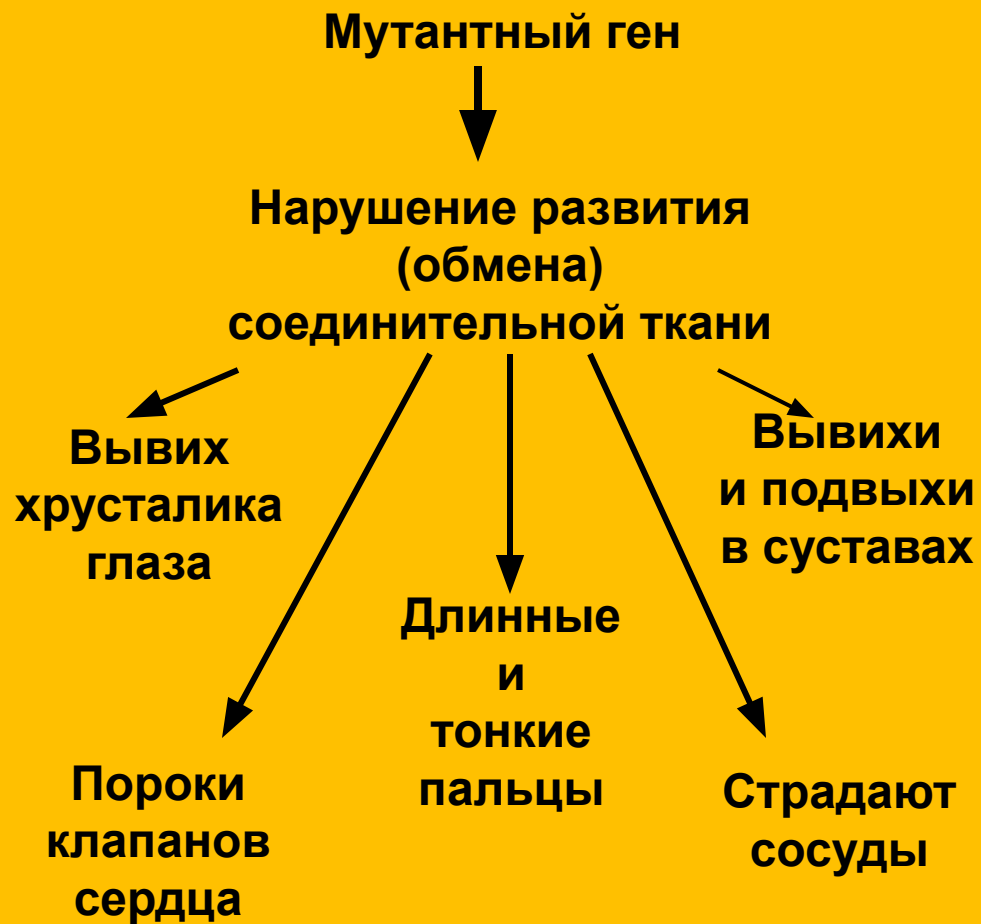 Мутантный ген
Нарушение развития
(обмена)
соединительной ткани
Вывих
хрусталика
глаза
Вывихи
и подвыхи
в суставах
Длинные
и
тонкие
пальцы
Пороки
клапанов
сердца
Страдают
сосуды